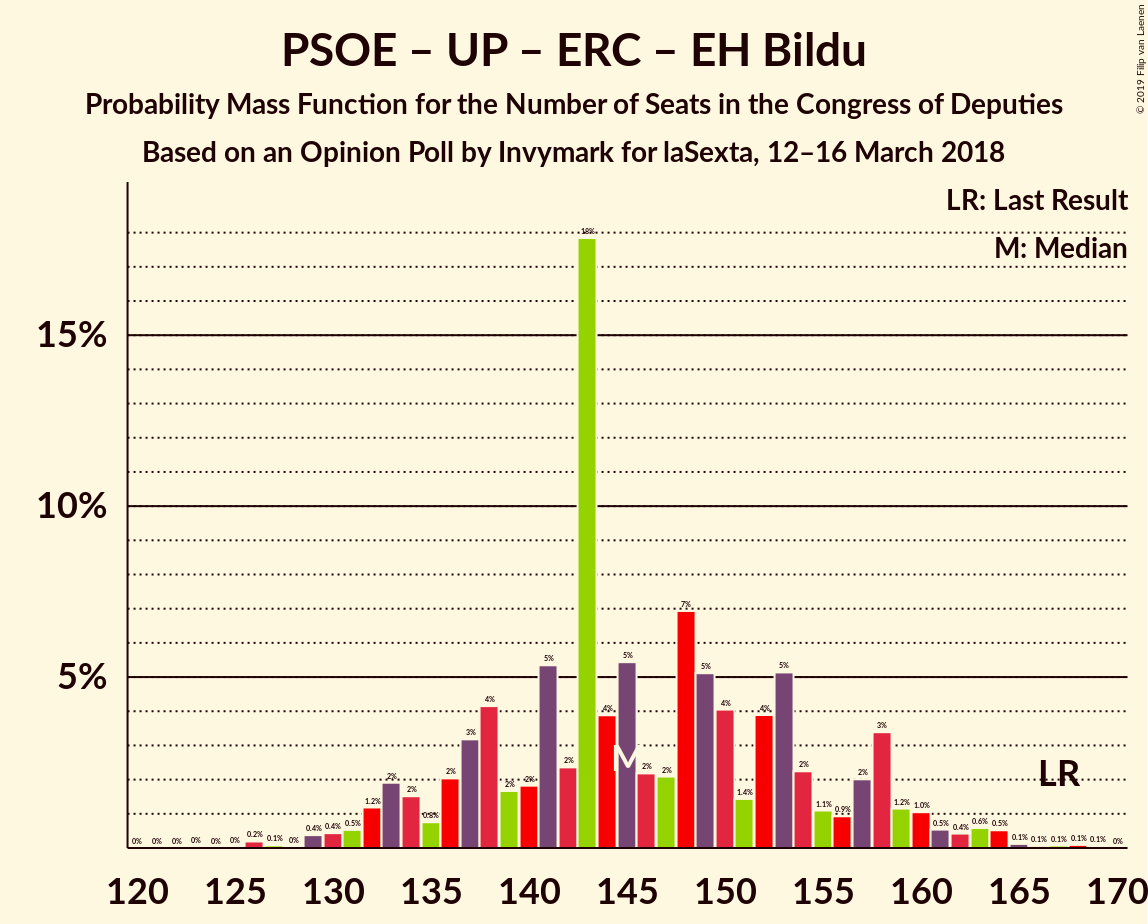 PSOE – UP – ERC – EH Bildu
Probability Mass Function for the Number of Seats in the Congress of Deputies
Based on an Opinion Poll by Invymark for laSexta, 12–16 March 2018
© 2019 Filip van Laenen
LR: Last Result
M: Median
15%
10%
5%
0% 0% 0% 0% 0% 0% 0.2% 0.1% 0% 0.4% 0.4% 0.5% 1.2% 2% 2% 0.8% 2% 3% 4% 2% 2% 5% 2% 18% 4% 5% 2% 2% 7% 5% 4% 1.4% 4% 5% 2% 1.1% 0.9% 2% 3% 1.2% 1.0% 0.5% 0.4% 0.6% 0.5% 0.1% 0.1% 0.1% 0.1% 0.1% 0%
M
LR
120 125 130 135 140 145 150 155 160 165 170